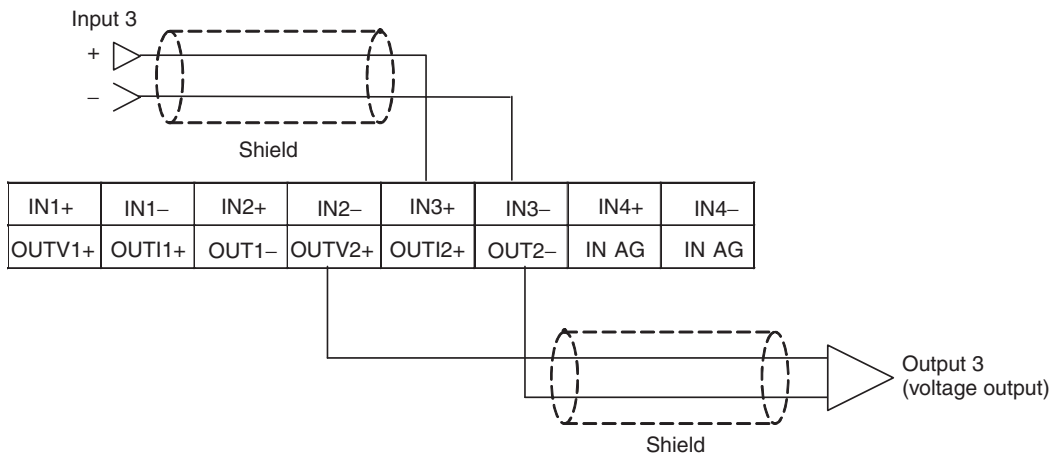 Input 3
+
–
Shield
IN1+ IN1– IN2+ IN2– IN3+ IN3– IN4+ IN4–
OUTV1+ OUTI1+ OUT1– OUTV2+ OUTI2+ OUT2– IN AG IN AG
Output 3
(voltage output)
Shield